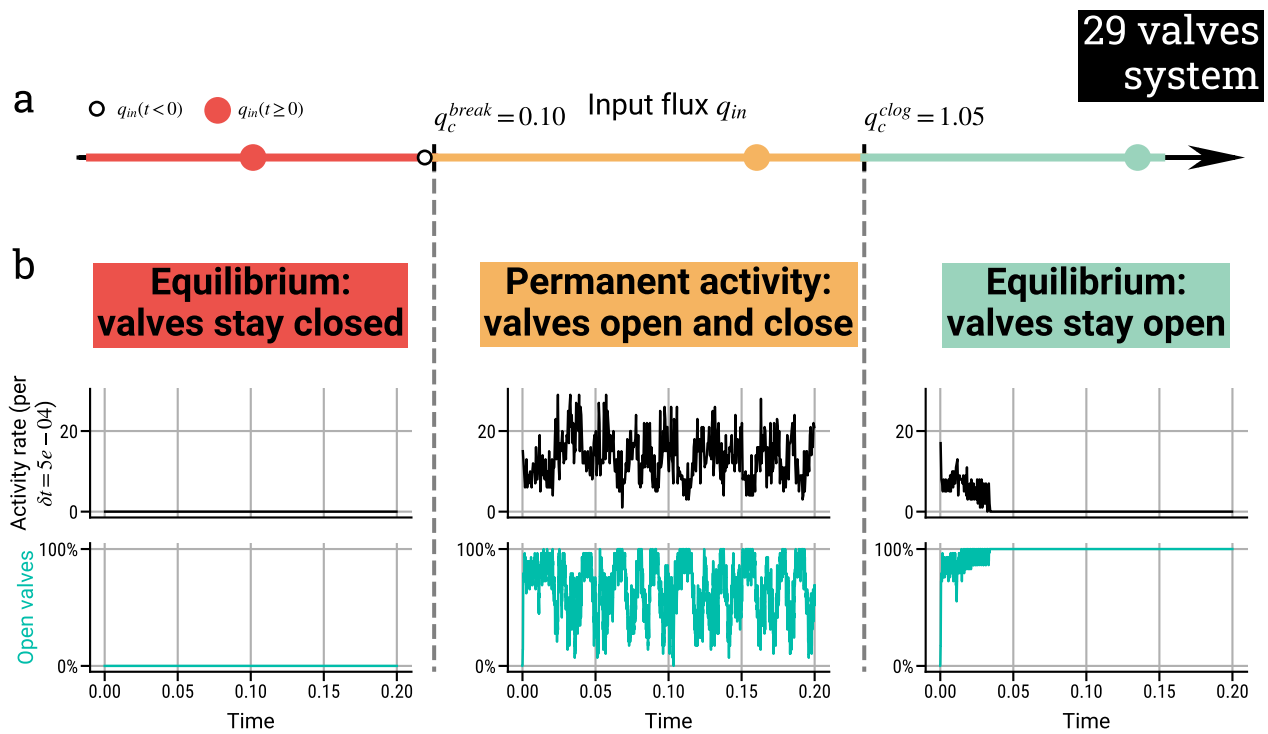 29 valves
system
a
q_in(t<0)
q_in(t≥0)
q_c^break = 0.10
Input flux q_in
q_c^clog = 1.05
b
Equilibrium:
valves stay closed
Permanent activity:
valves open and close
Equilibrium:
valves stay open
Activity rate (per
δt = 5e − 04)
20
0
20
0
20
0
Open valves
100%
0%
100%
0%
100%
0%
0.00 0.05 0.10 0.15 0.20
0.00 0.05 0.10 0.15 0.20
0.00 0.05 0.10 0.15 0.20
Time
Time
Time